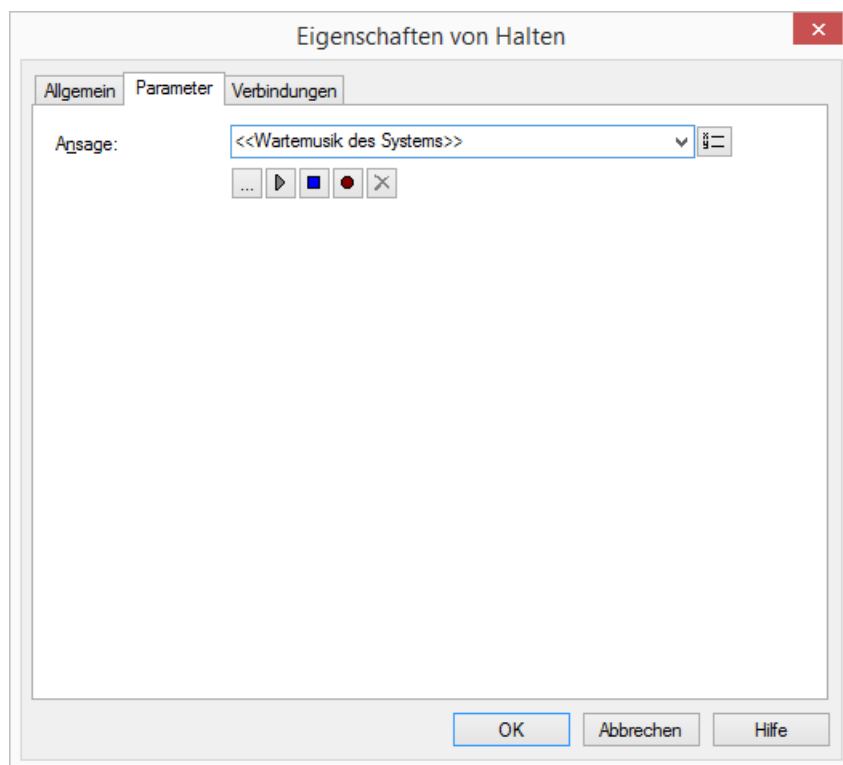 Eigenschaften von Halten
Allgemein Parameter Verbindungen
Ansage: <<Wartemusik des Systems>>
...
OK Abbrechen Hilfe